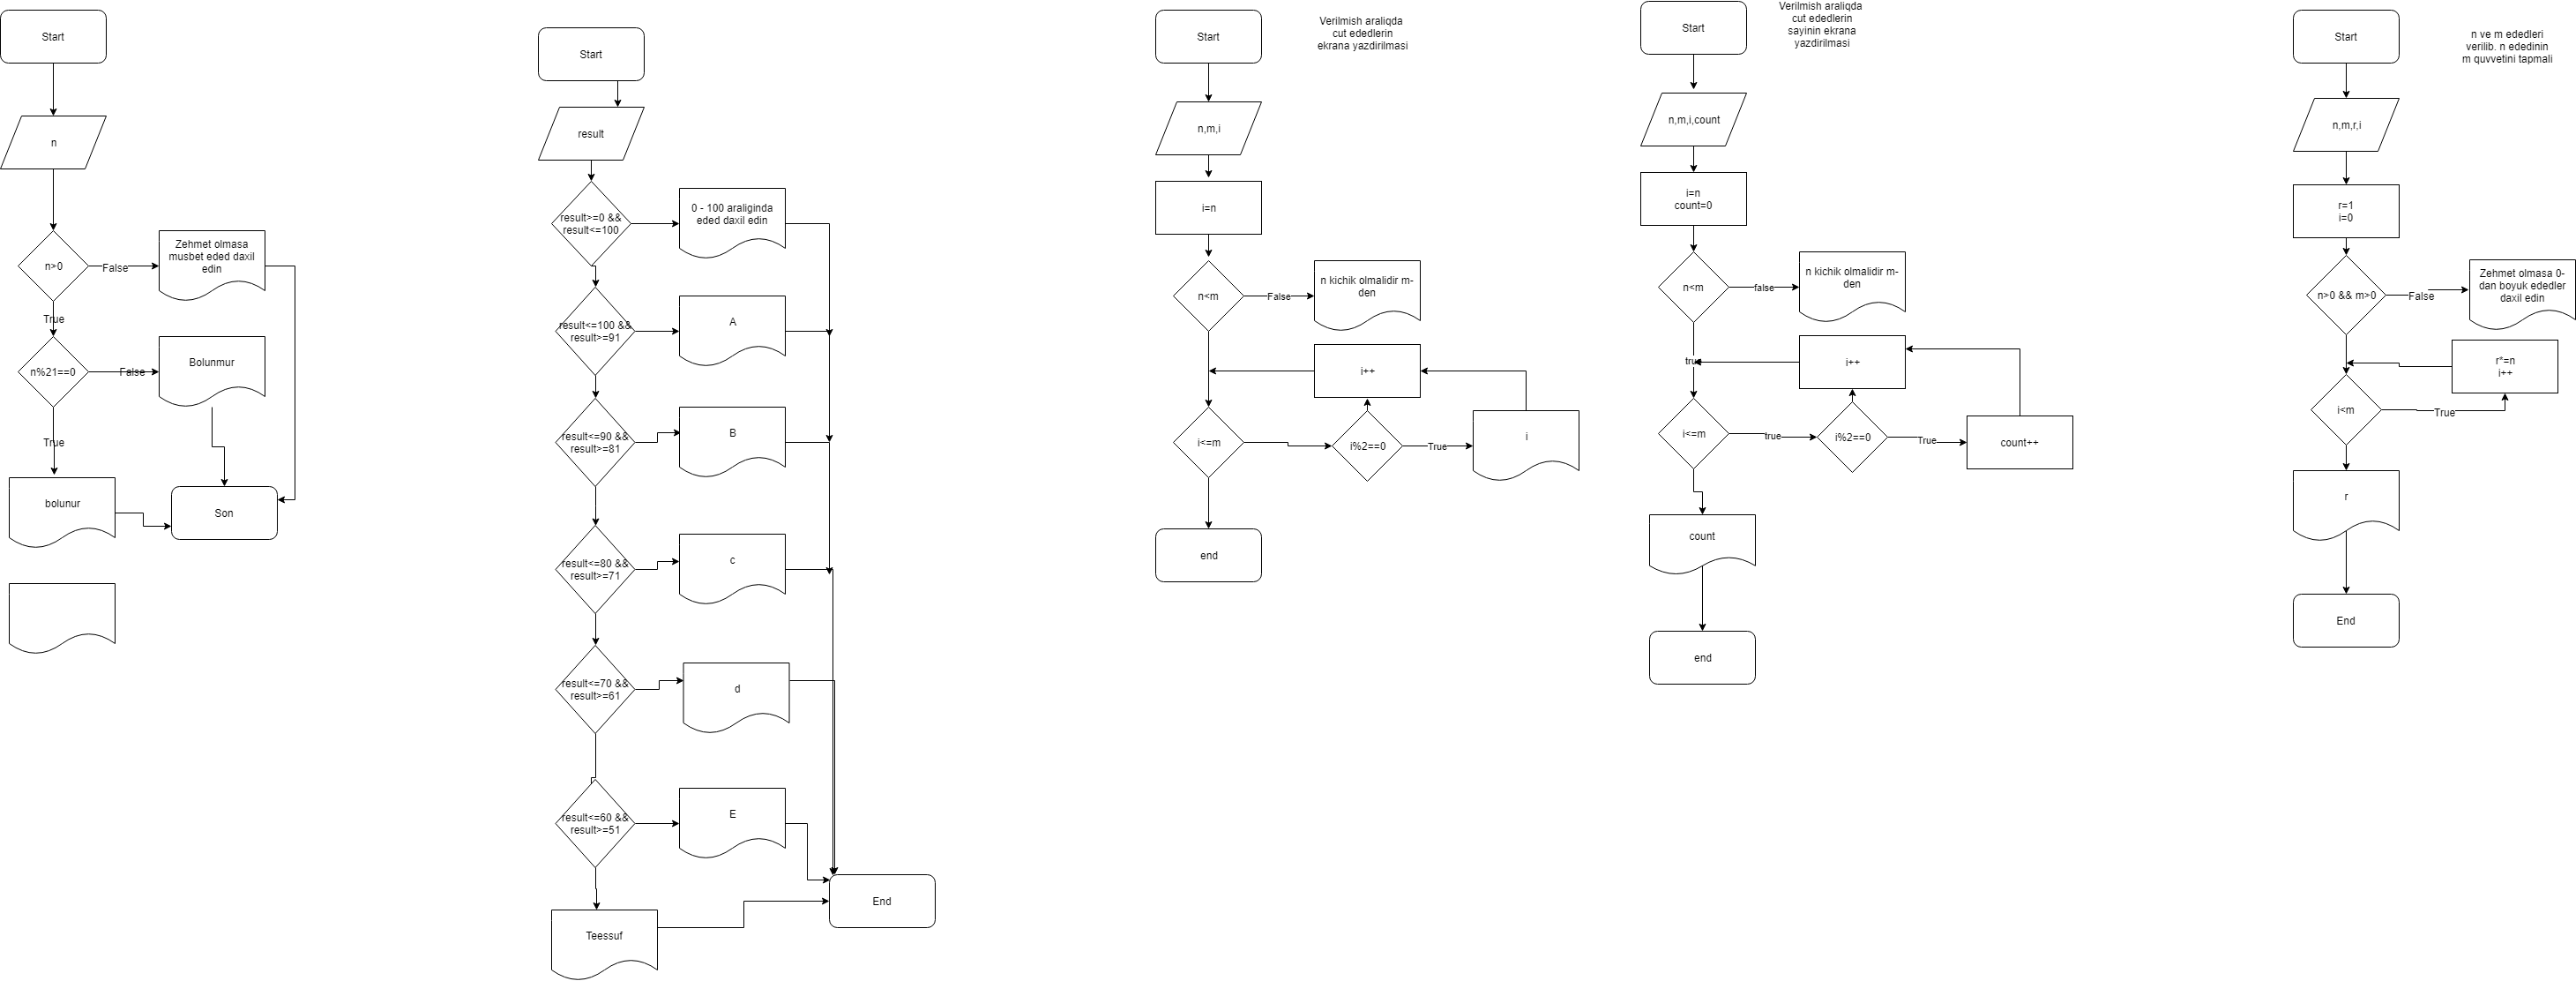 Start
n
n>0
False
Zehmet olmasa
musbet eded daxil
edin
True
n%21==0
False
Bolunmur
True
bolunur
Son
Start
result
result>=0 &&
result<=100
0 - 100 araliginda
eded daxil edin
result<=100 &&
result>=91
A
result<=90 &&
result>=81
B
result<=80 &&
result>=71
c
result<=70 &&
result>=61
d
result<=60 &&
result>=51
E
End
Teessuf
Start
Verilmish araliqda
cut ededlerin
ekrana yazdirilmasi
n,m,i
i=n
n<m
False
n kichik olmalidir m-
den
i++
i<=m
i%2==0
True
i
end
Start
Verilmish araliqda
cut ededlerin
sayinin ekrana
yazdirilmasi
n,m,i,count
i=n
count=0
n<m
false
n kichik olmalidir m-
den
true
i++
i<=m
true
i%2==0
True
count++
count
end
Start
n ve m ededleri
verilib. n ededinin
m quvvetini tapmali
n,m,r,i
r=1
i=0
n>0 && m>0
False
Zehmet olmasa 0-
dan boyuk ededler
daxil edin
r*=n
i++
i<m
True
r
End